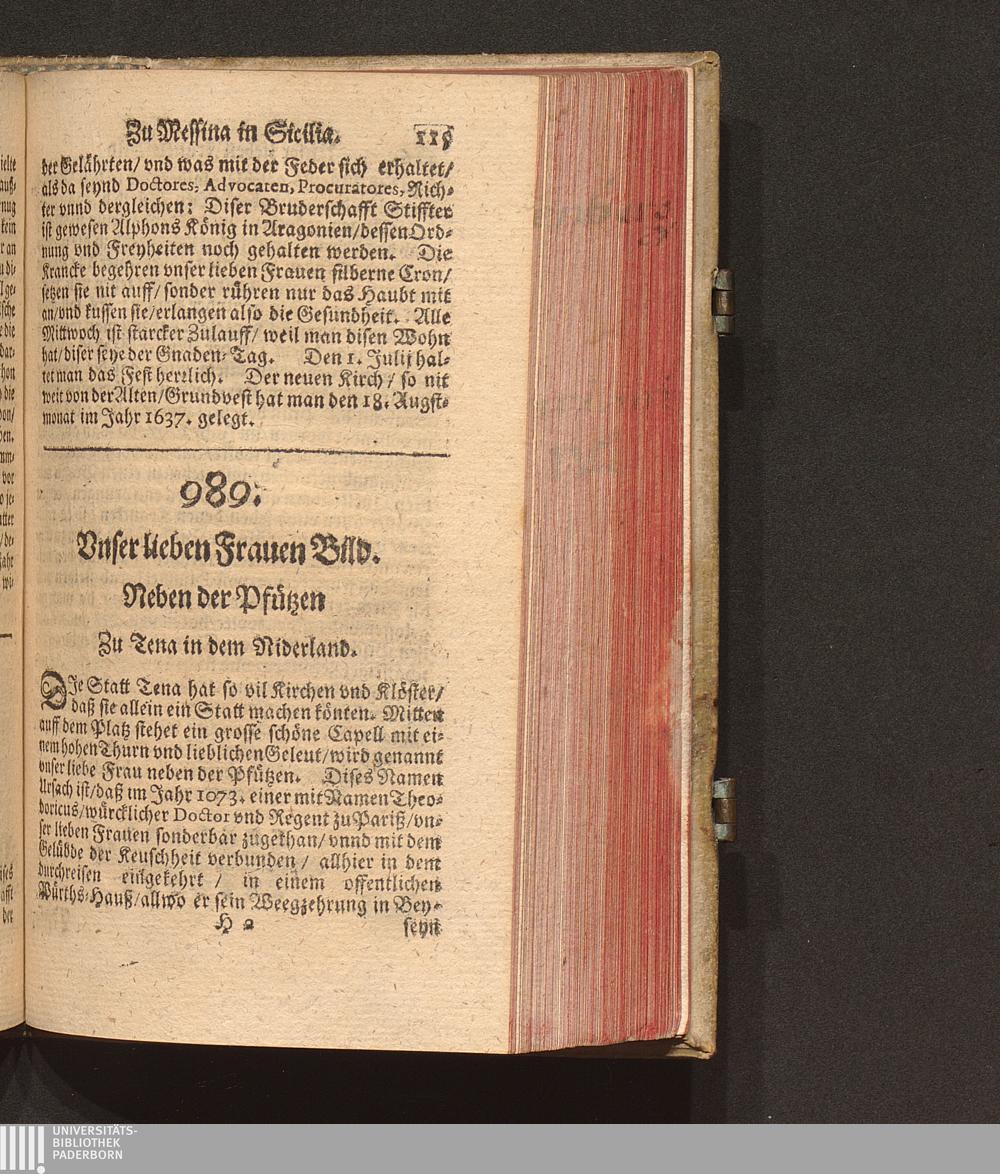 Zu Messina in Sicilia. 115
der Gelährten/ vnd was mit der Feder sich erhaltet/
als da seynd Doctores, Advocaten, Procuratores, Rich-
ter vnnd dergleichen: Diser Bruderschafft Stiffter
ist gewesen Alphons König in Aragonien/dessen Ord-
nung vnd Freyheiten noch gehalten werden. Die
Krancke begehren vnser lieben Frauen silberne Cron/
setzen sie nit auff/ sonder rühren nur das Haubt mit
an/vnd kussen sie/erlangen also die Gesundheit. Alle
Mittwoch ist starcker Zulauff/ weil man disen Wohn
hat/diser seye der Gnaden-Tag. Den 1. Julij hal-
tet man das Fest herrlich. Der neuen Kirch/ so nit
weit von der Alten/Grundvest hat man den 18. Augst-
monat im Jahr 1637. gelegt.
989.
Vnser lieben Frauen Bild.
Neben der Pfützen
Zu Tena in dem Niderland.
DIe Statt Tena hat so vil Kirchen vnd Klöster/
daß sie allein ein Statt machen könten. Mitten
auff dem Platz stehet ein grosse schöne Capell mit ei-
nem hohen Thurn vnd lieblichen Geleut/wird genannt
vnser liebe Frau neben der Pfützen. Dises Namen
Ursach ist/daß im Jahr 1073. einer mit Namen Theo-
doricus/würcklicher Doctor vnd Regent zu Pariß/vn-
ser lieben Frauen sonderbar zugethan/vnnd mit dem
Gelübde der Keuschheit verbunden/ allhier in dem
durchreisen eingekehrt / in einem offentlichen
Würths-Hauß/allwo er sein Weegzehrung in Bey-
H 2 seyn
UNIVERSITÄTS-
BIBLIOTHEK
PADERBORN